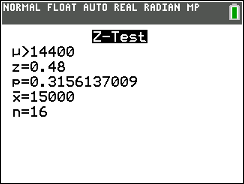 NORMAL FLOAT AUTO REAL RADIAN MP
Z-Test
μ>14400
z=0.48
p=0.3156137009
x̄=15000
n=16